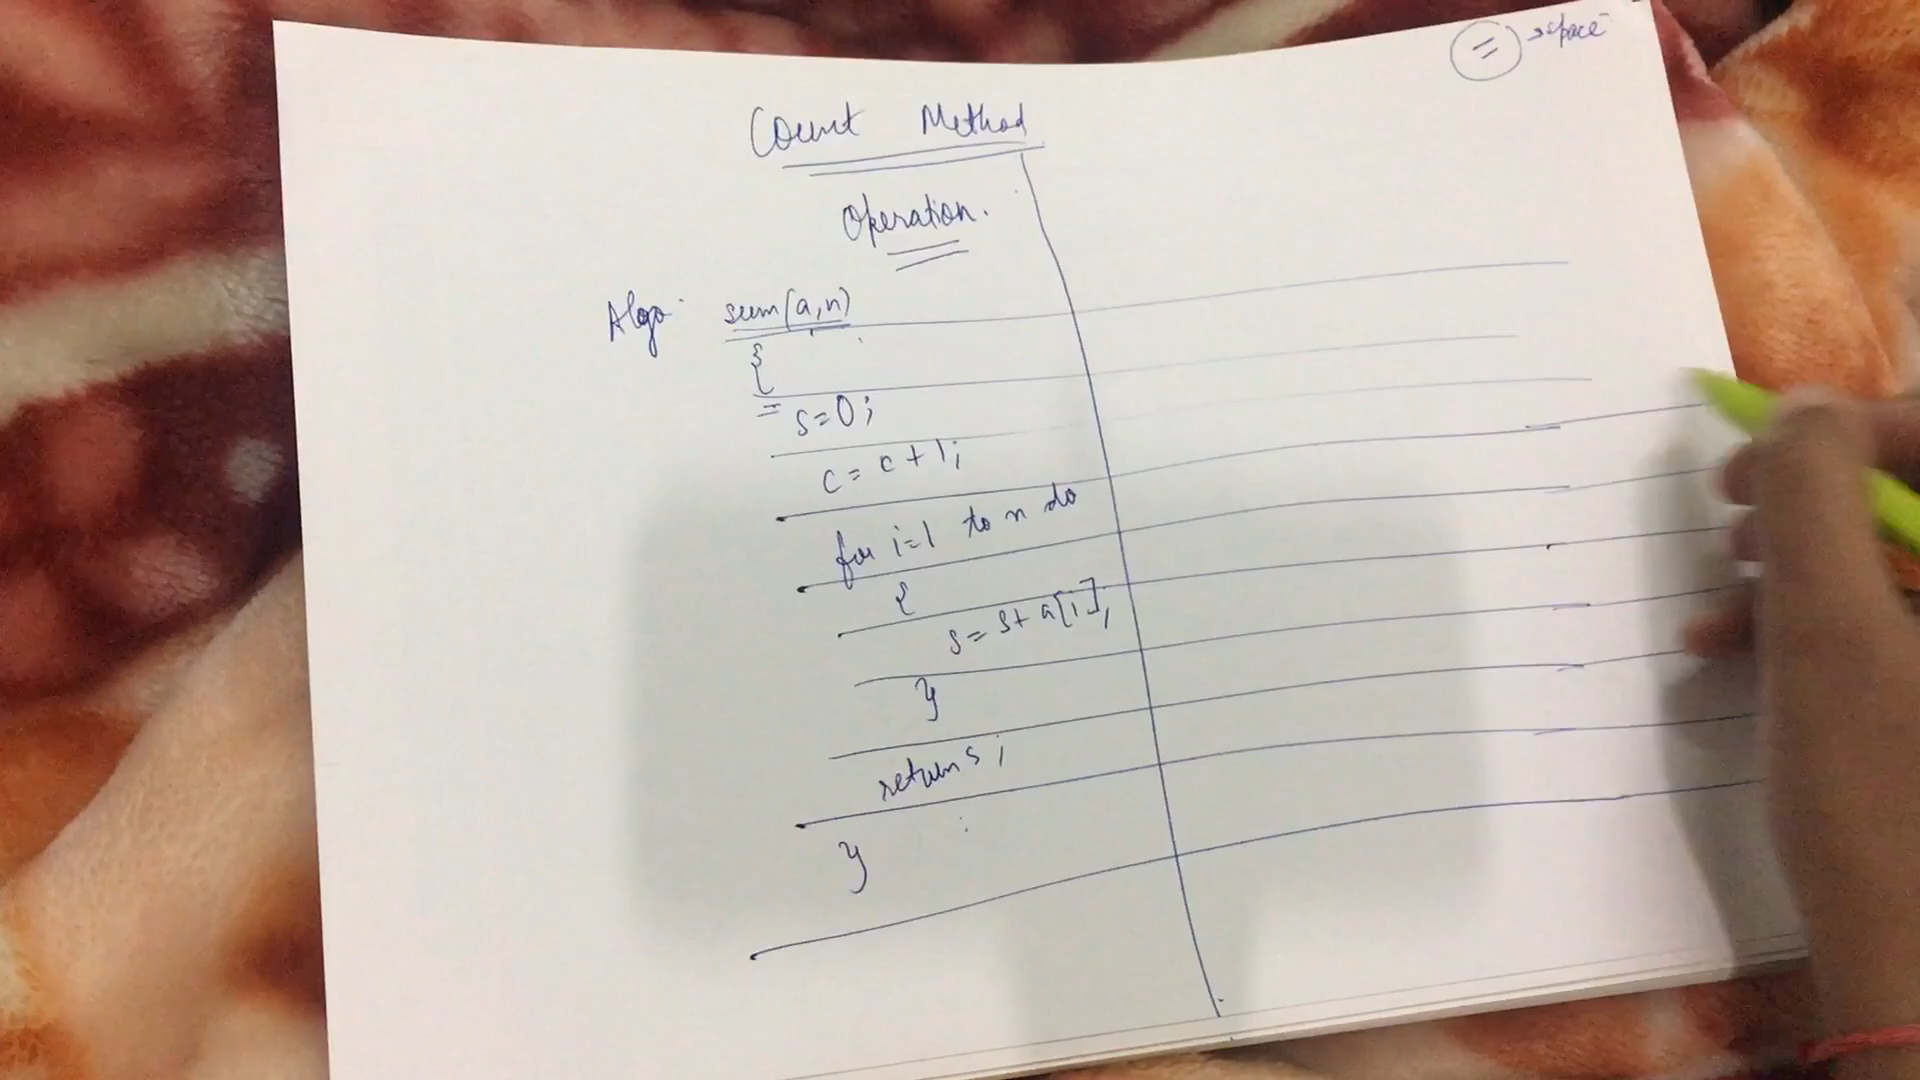 = space
Count Method
Operation.
Algo sum(a,n)
{
= s=0;
c = c+1;
for i=1 to n do
{
s= s+ a[i];
}
return s;
}